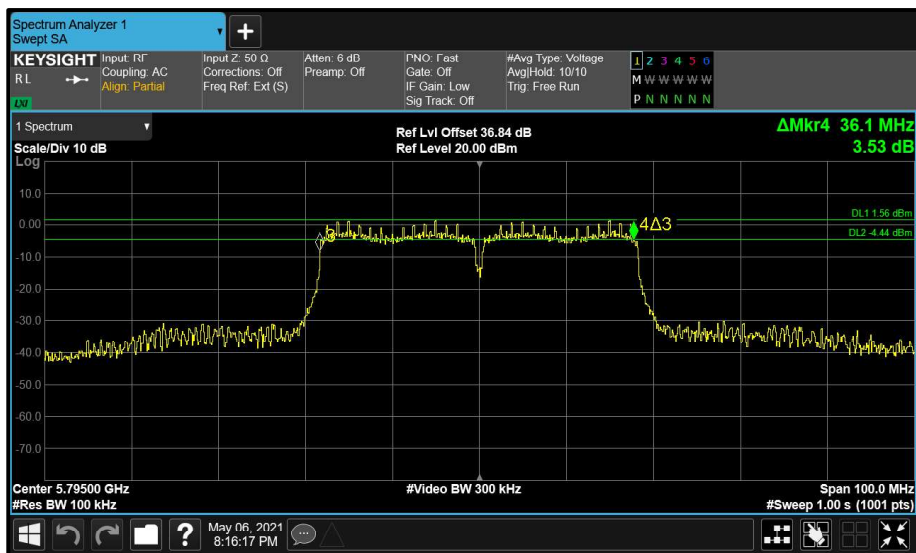 Spectrum Analyzer 1
Swept SA
KEYSIGHT
RL
LXI
Input: RF
Coupling: AC
Align: Partial
Input Z: 50 Ω
Corrections: Off
Freq Ref: Ext (S)
Atten: 6 dB
Preamp: Off
PNO: Fast
Gate: Off
IF Gain: Low
Sig Track: Off
#Avg Type: Voltage
Avg|Hold: 10/10
Trig: Free Run
1 2 3 4 5 6
M W W W W W
P N N N N N
1 Spectrum
Scale/Div 10 dB
Ref Lvl Offset 36.84 dB
Ref Level 20.00 dBm
ΔMkr4 36.1 MHz
3.53 dB
Log
10.0
0.00
-10.0
-20.0
-30.0
-40.0
-50.0
-60.0
-70.0
3
4Δ3
DL1 1.56 dBm
DL2 -4.44 dBm
Center 5.79500 GHz
#Res BW 100 kHz
#Video BW 300 kHz
Span 100.0 MHz
#Sweep 1.00 s (1001 pts)
?
May 06, 2021
8:16:17 PM